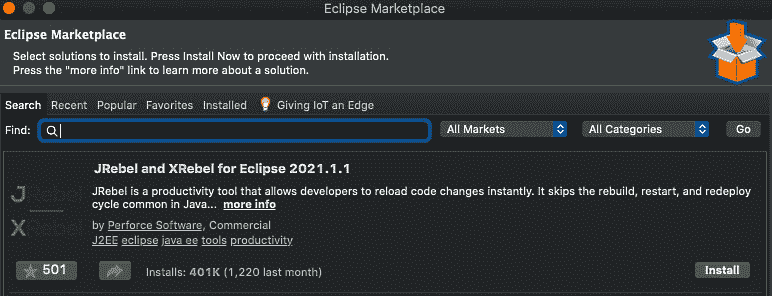 Eclipse Marketplace
Eclipse Marketplace
Select solutions to install. Press Install Now to proceed with installation.
Press the "more info" link to learn more about a solution.
Search Recent Popular Favorites Installed Giving IoT an Edge
Find: All Markets All Categories Go
JRebel and XRebel for Eclipse 2021.1.1
JRebel
JRebel is a productivity tool that allows developers to reload code changes instantly. It skips the rebuild, restart, and redeploy
cycle common in Java... more info
XRebel
by Perforce Software, Commercial
J2EE eclipse java ee tools productivity
501 Installs: 401K (1,220 last month) Install